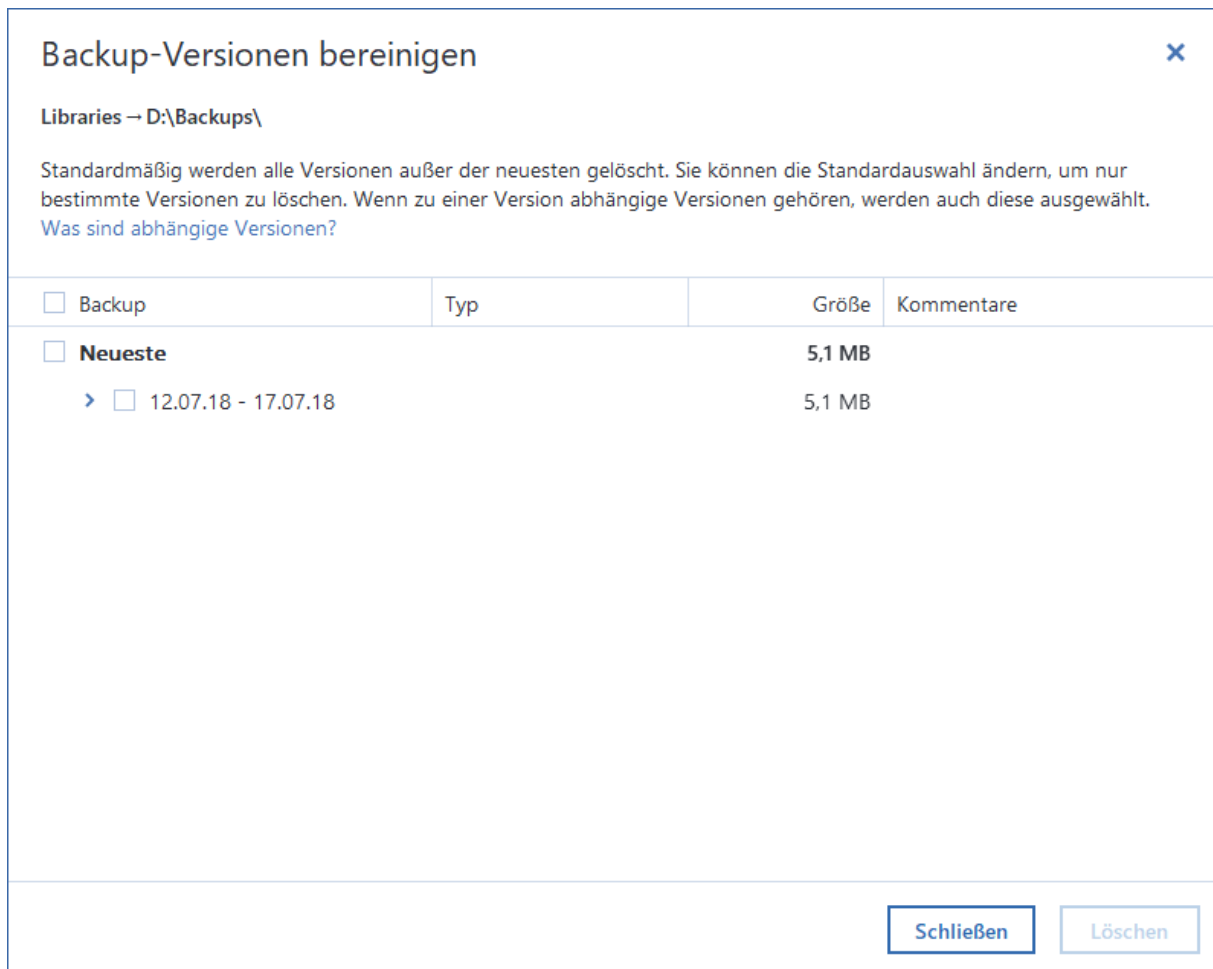 Backup-Versionen bereinigen
Libraries → D:\Backups\
Standardmäßig werden alle Versionen außer der neuesten gelöscht. Sie können die Standardauswahl ändern, um nur
bestimmte Versionen zu löschen. Wenn zu einer Version abhängige Versionen gehören, werden auch diese ausgewählt.
Was sind abhängige Versionen?
Backup Typ Größe Kommentare
Neueste 5,1 MB
12.07.18 - 17.07.18 5,1 MB
Schließen Löschen